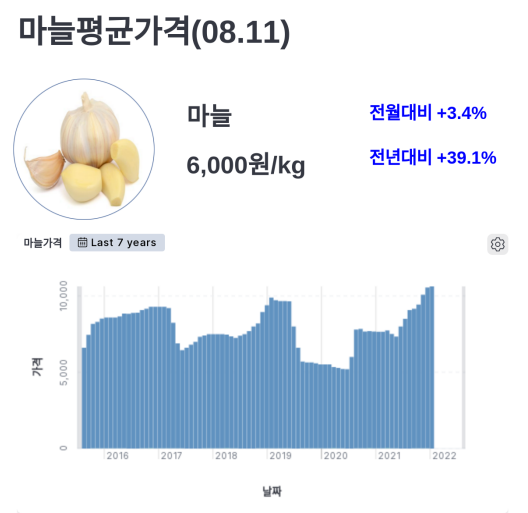 마늘평균가격(08.11)
마늘
전월대비 +3.4%
6,000원/kg
전년대비 +39.1%
마늘가격 Last 7 years
10,000
5,000
0
가격
2016 2017 2018 2019 2020 2021 2022
날짜